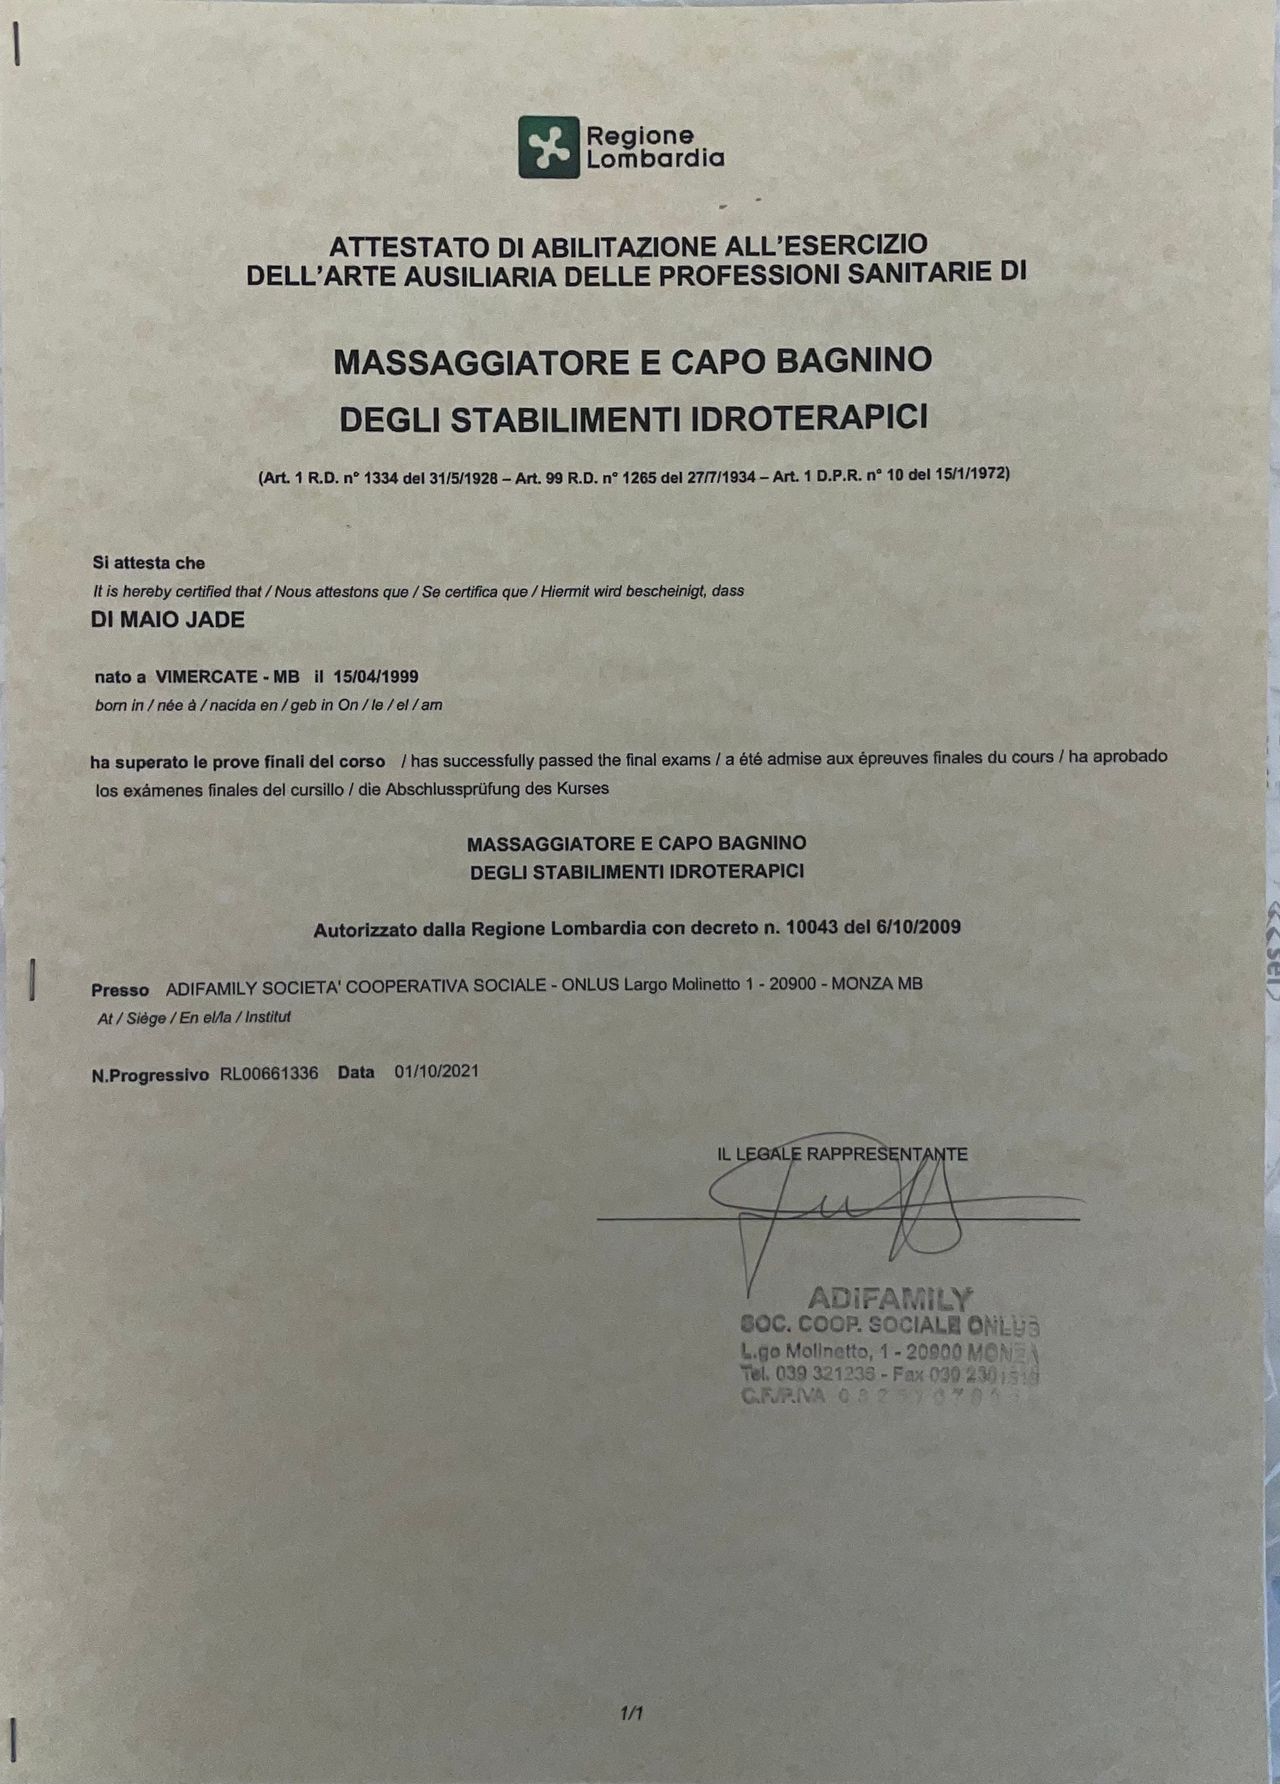 Regione
Lombardia
ATTESTATO DI ABILITAZIONE ALL'ESERCIZIO
DELL'ARTE AUSILIARIA DELLE PROFESSIONI SANITARIE DI
MASSAGGIATORE E CAPO BAGNINO
DEGLI STABILIMENTI IDROTERAPICI
(Art. 1 R.D. n° 1334 del 31/5/1928 – Art. 99 R.D. n° 1265 del 27/7/1934 – Art. 1 D.P.R. n° 10 del 15/1/1972)
Si attesta che
It is hereby certified that / Nous attestons que / Se certifica que / Hiermit wird bescheinigt, dass
DI MAIO JADE
nato a VIMERCATE - MB il 15/04/1999
born in / née à / nacida en / geb in On / le / el / am
ha superato le prove finali del corso / has successfully passed the final exams / a été admise aux épreuves finales du cours / ha aprobado
los exámenes finales del cursillo / die Abschlussprüfung des Kurses
MASSAGGIATORE E CAPO BAGNINO
DEGLI STABILIMENTI IDROTERAPICI
Autorizzato dalla Regione Lombardia con decreto n. 10043 del 6/10/2009
Presso ADIFAMILY SOCIETA' COOPERATIVA SOCIALE - ONLUS Largo Molinetto 1 - 20900 - MONZA MB
At / Siège / En el/la / Institut
N.Progressivo RL00661336 Data 01/10/2021
IL LEGALE RAPPRESENTANTE
ADIFAMILY
SOC. COOP. SOCIALE ONLUS
L.go Molinetto, 1 - 20900 MONZA
Tel. 039 321236 - Fax 039
C.F./P.IVA
1/1